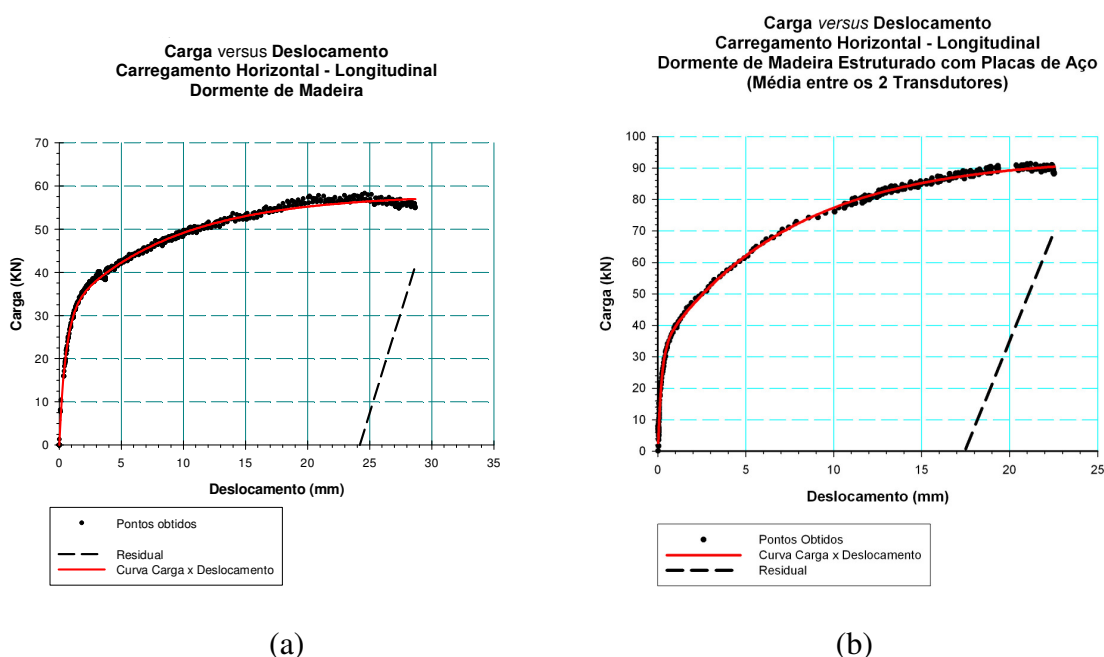 Carga versus Deslocamento
Carregamento Horizontal - Longitudinal
Dormente de Madeira
70
60
50
40
30
20
10
0
Carga (KN)
0 5 10 15 20 25 30 35
Deslocamento (mm)
Pontos obtidos
Residual
Curva Carga x Deslocamento
(a)
Carga versus Deslocamento
Carregamento Horizontal - Longitudinal
Dormente de Madeira Estruturado com Placas de Aço
(Média entre os 2 Transdutores)
100
90
80
70
60
50
40
30
20
10
0
Carga (kN)
0 5 10 15 20 25
Deslocamento (mm)
Pontos Obtidos
Curva Carga x Deslocamento
Residual
(b)